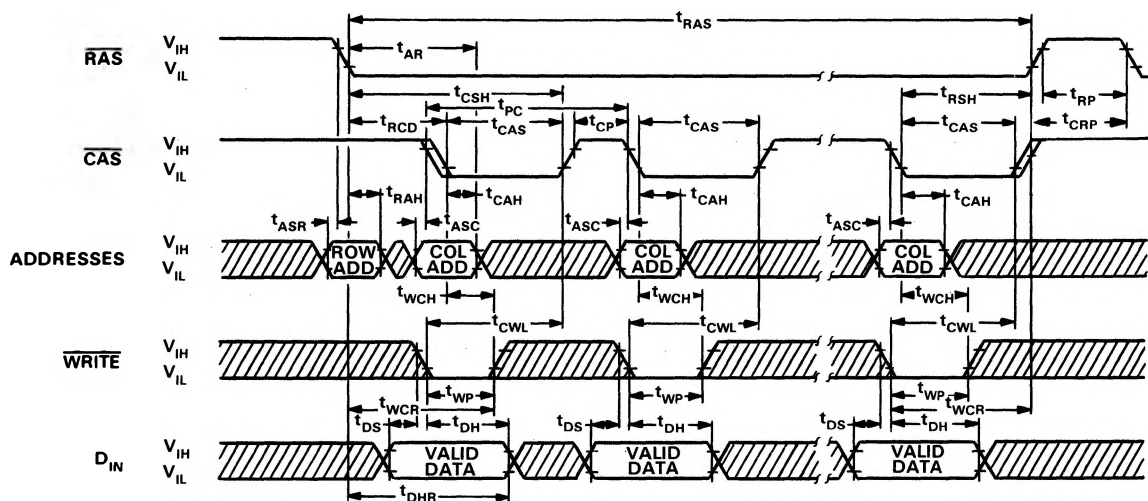 tRAS
RAS VIH
VIL
tAR
tCSH tRSH
tPC tRP
tRCD tCAS tCP tCAS tCAS tCRP
CAS VIH
VIL
tRAH tCAH tCAH tCAH
tASR tASC tASC tASC
ADDRESSES VIH
VIL
ROW ADD COL ADD COL ADD COL ADD
tWCH tWCH tWCH
tCWL tCWL tCWL
WRITE VIH
VIL
tWP tWP tWP
tWCR tWCR
tDS tDH tDS tDH tDS tDH
DIN VIH
VIL
VALID DATA VALID DATA VALID DATA
tDHR